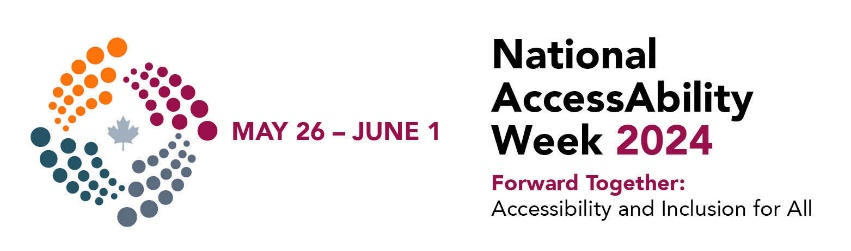 MAY 26 – JUNE 1
National
AccessAbility
Week 2024
Forward Together:
Accessibility and Inclusion for All